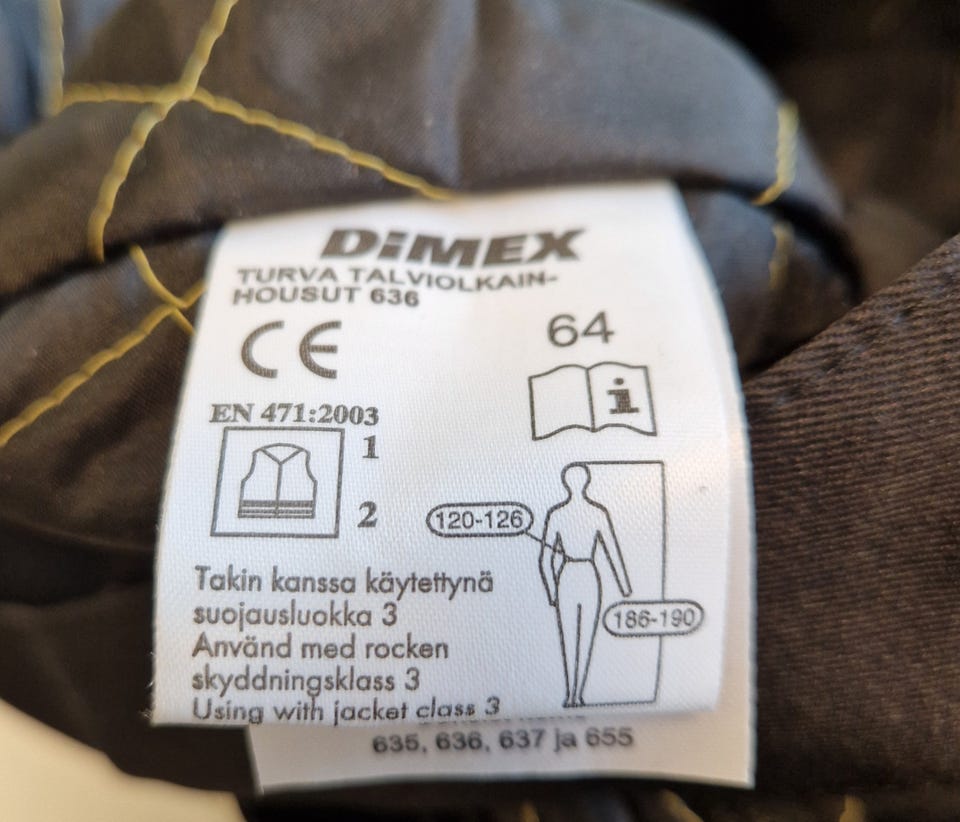 DiMEX
TURVA TALVIOLKAIN-
HOUSUT 636
CE
64
i
EN 471:2003
1
2
120-126
186-190
Takin kanssa käytettynä
suojausluokka 3
Använd med rocken
skyddningsklass 3
Using with jacket class 3
635, 636, 637 ja 655